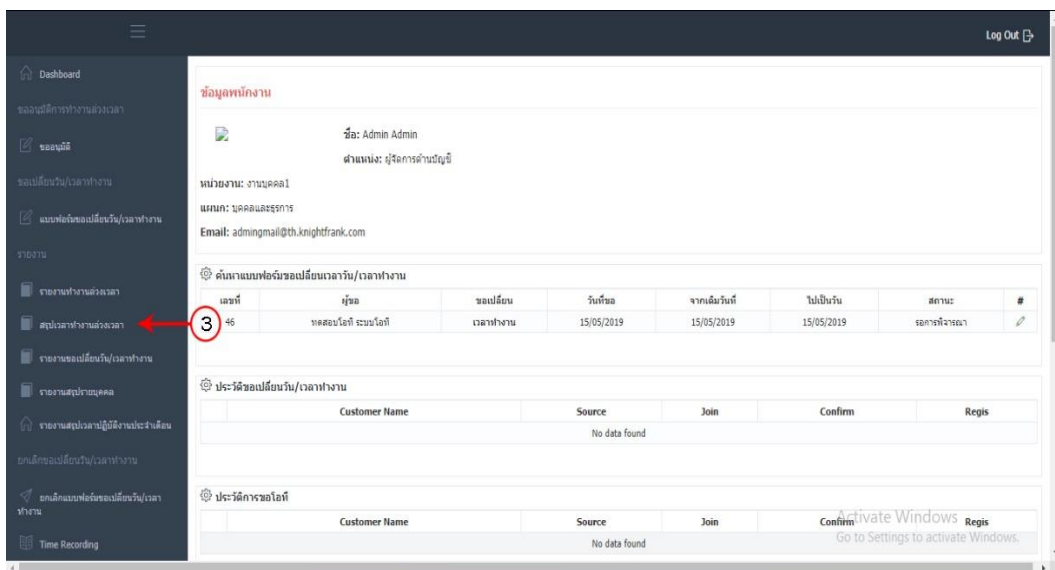 Log Out
Dashboard
ขออนุมัติการทำงานล่วงเวลา
ขออนุมัติ
ขอเปลี่ยนวัน/เวลาทำงาน
แบบฟอร์มขอเปลี่ยนวัน/เวลาทำงาน
รายงาน
รายงานทำงานล่วงเวลา
สรุปเวลาทำงานล่วงเวลา
3
รายงานขอเปลี่ยนวัน/เวลาทำงาน
รายงานสรุปรายบุคคล
รายงานสรุปเวลาปฏิบัติงานประจำเดือน
ยกเลิกขอเปลี่ยนวัน/เวลาทำงาน
ยกเลิกแบบฟอร์มขอเปลี่ยนวัน/เวลา
ทำงาน
Time Recording
ข้อมูลพนักงาน
ชื่อ: Admin Admin
ตำแหน่ง: ผู้จัดการด้านบัญชี
หน่วยงาน: งานบุคคล1
แผนก: บุคคลและธุรการ
Email: admingmail@th.knightfrank.com
ค้นหาแบบฟอร์มขอเปลี่ยนเวลาวัน/เวลาทำงาน
เลขที่ ผู้ขอ ขอเปลี่ยน วันที่ขอ จากเดิมวันที่ ไปเป็นวัน สถานะ #
46 ทดสอบโอที ระบบโอที เวลาทำงาน 15/05/2019 15/05/2019 15/05/2019 รอการพิจารณา
ประวัติขอเปลี่ยนวัน/เวลาทำงาน
Customer Name Source Join Confirm Regis
No data found
ประวัติการขอโอที
Customer Name Source Join Confirm Regis
No data found
Activate Windows
Go to Settings to activate Windows.